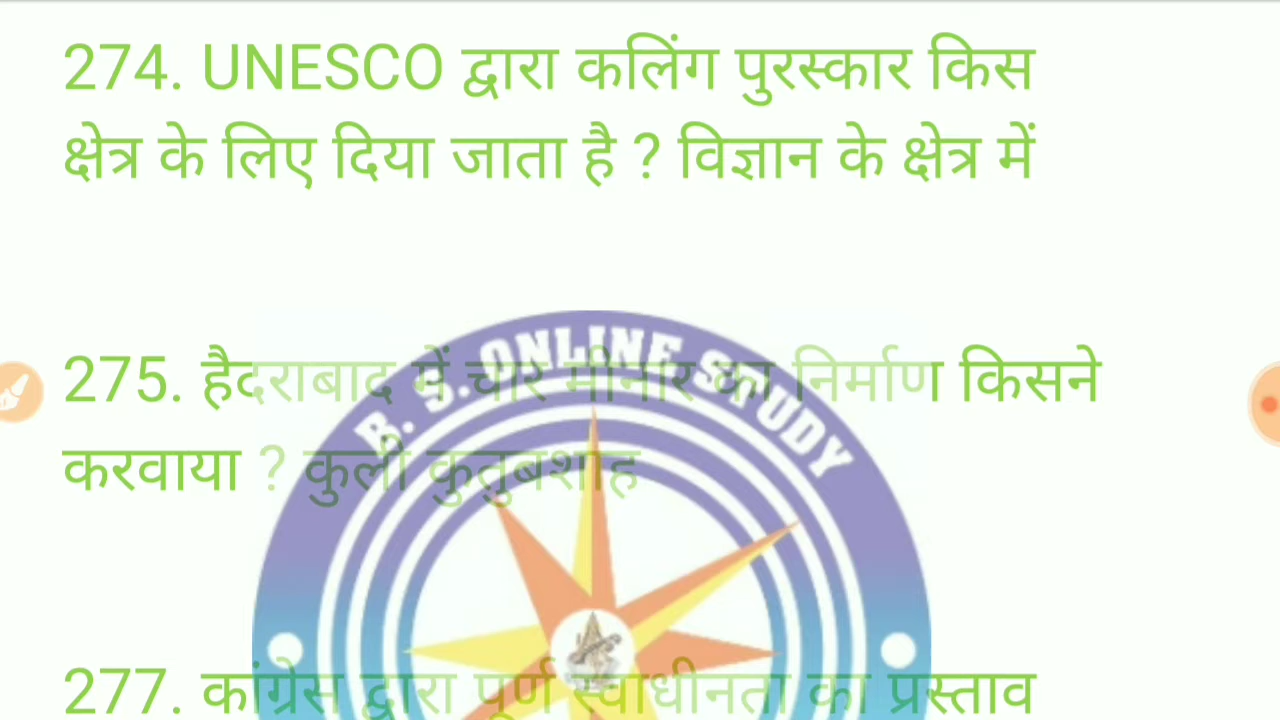 274. UNESCO द्वारा कलिंग पुरस्कार किस
क्षेत्र के लिए दिया जाता है ? विज्ञान के क्षेत्र में
B. S. ONLINE STUDY
275. हैदराबाद में चार मीनार का निर्माण किसने
करवाया ? कुली कुतुबशाह
277. कांग्रेस द्वारा पूर्ण स्वाधीनता का प्रस्ताव